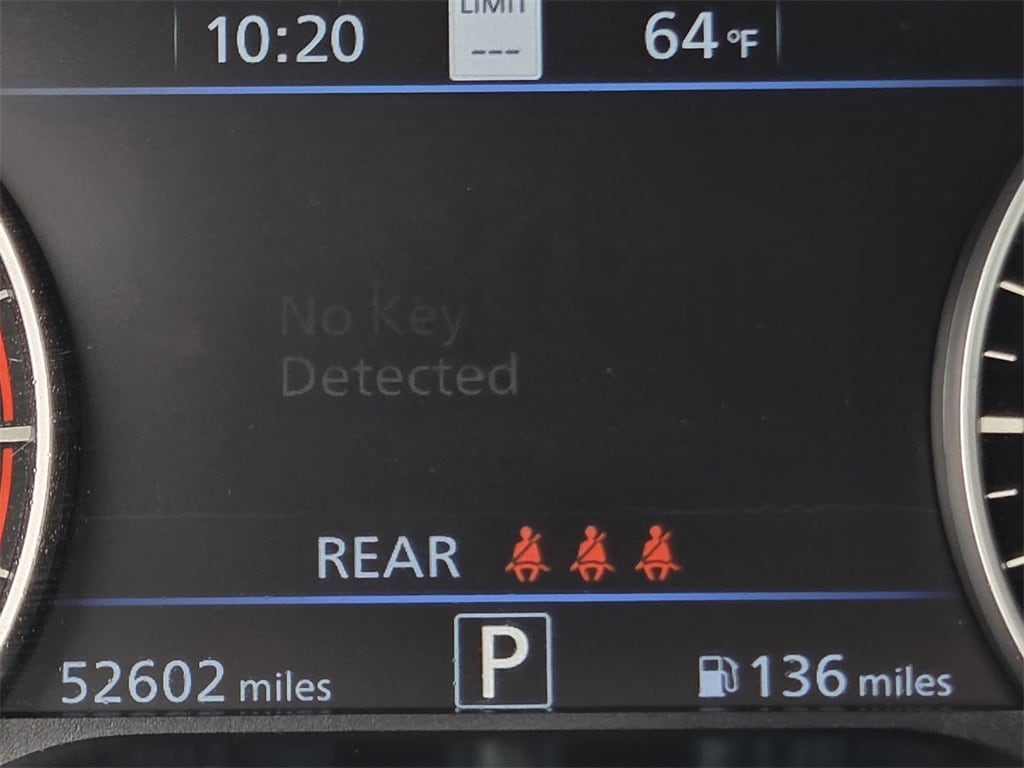 10:20
LIMIT
---
64°F
No Key
Detected
REAR
52602 miles
P
136 miles